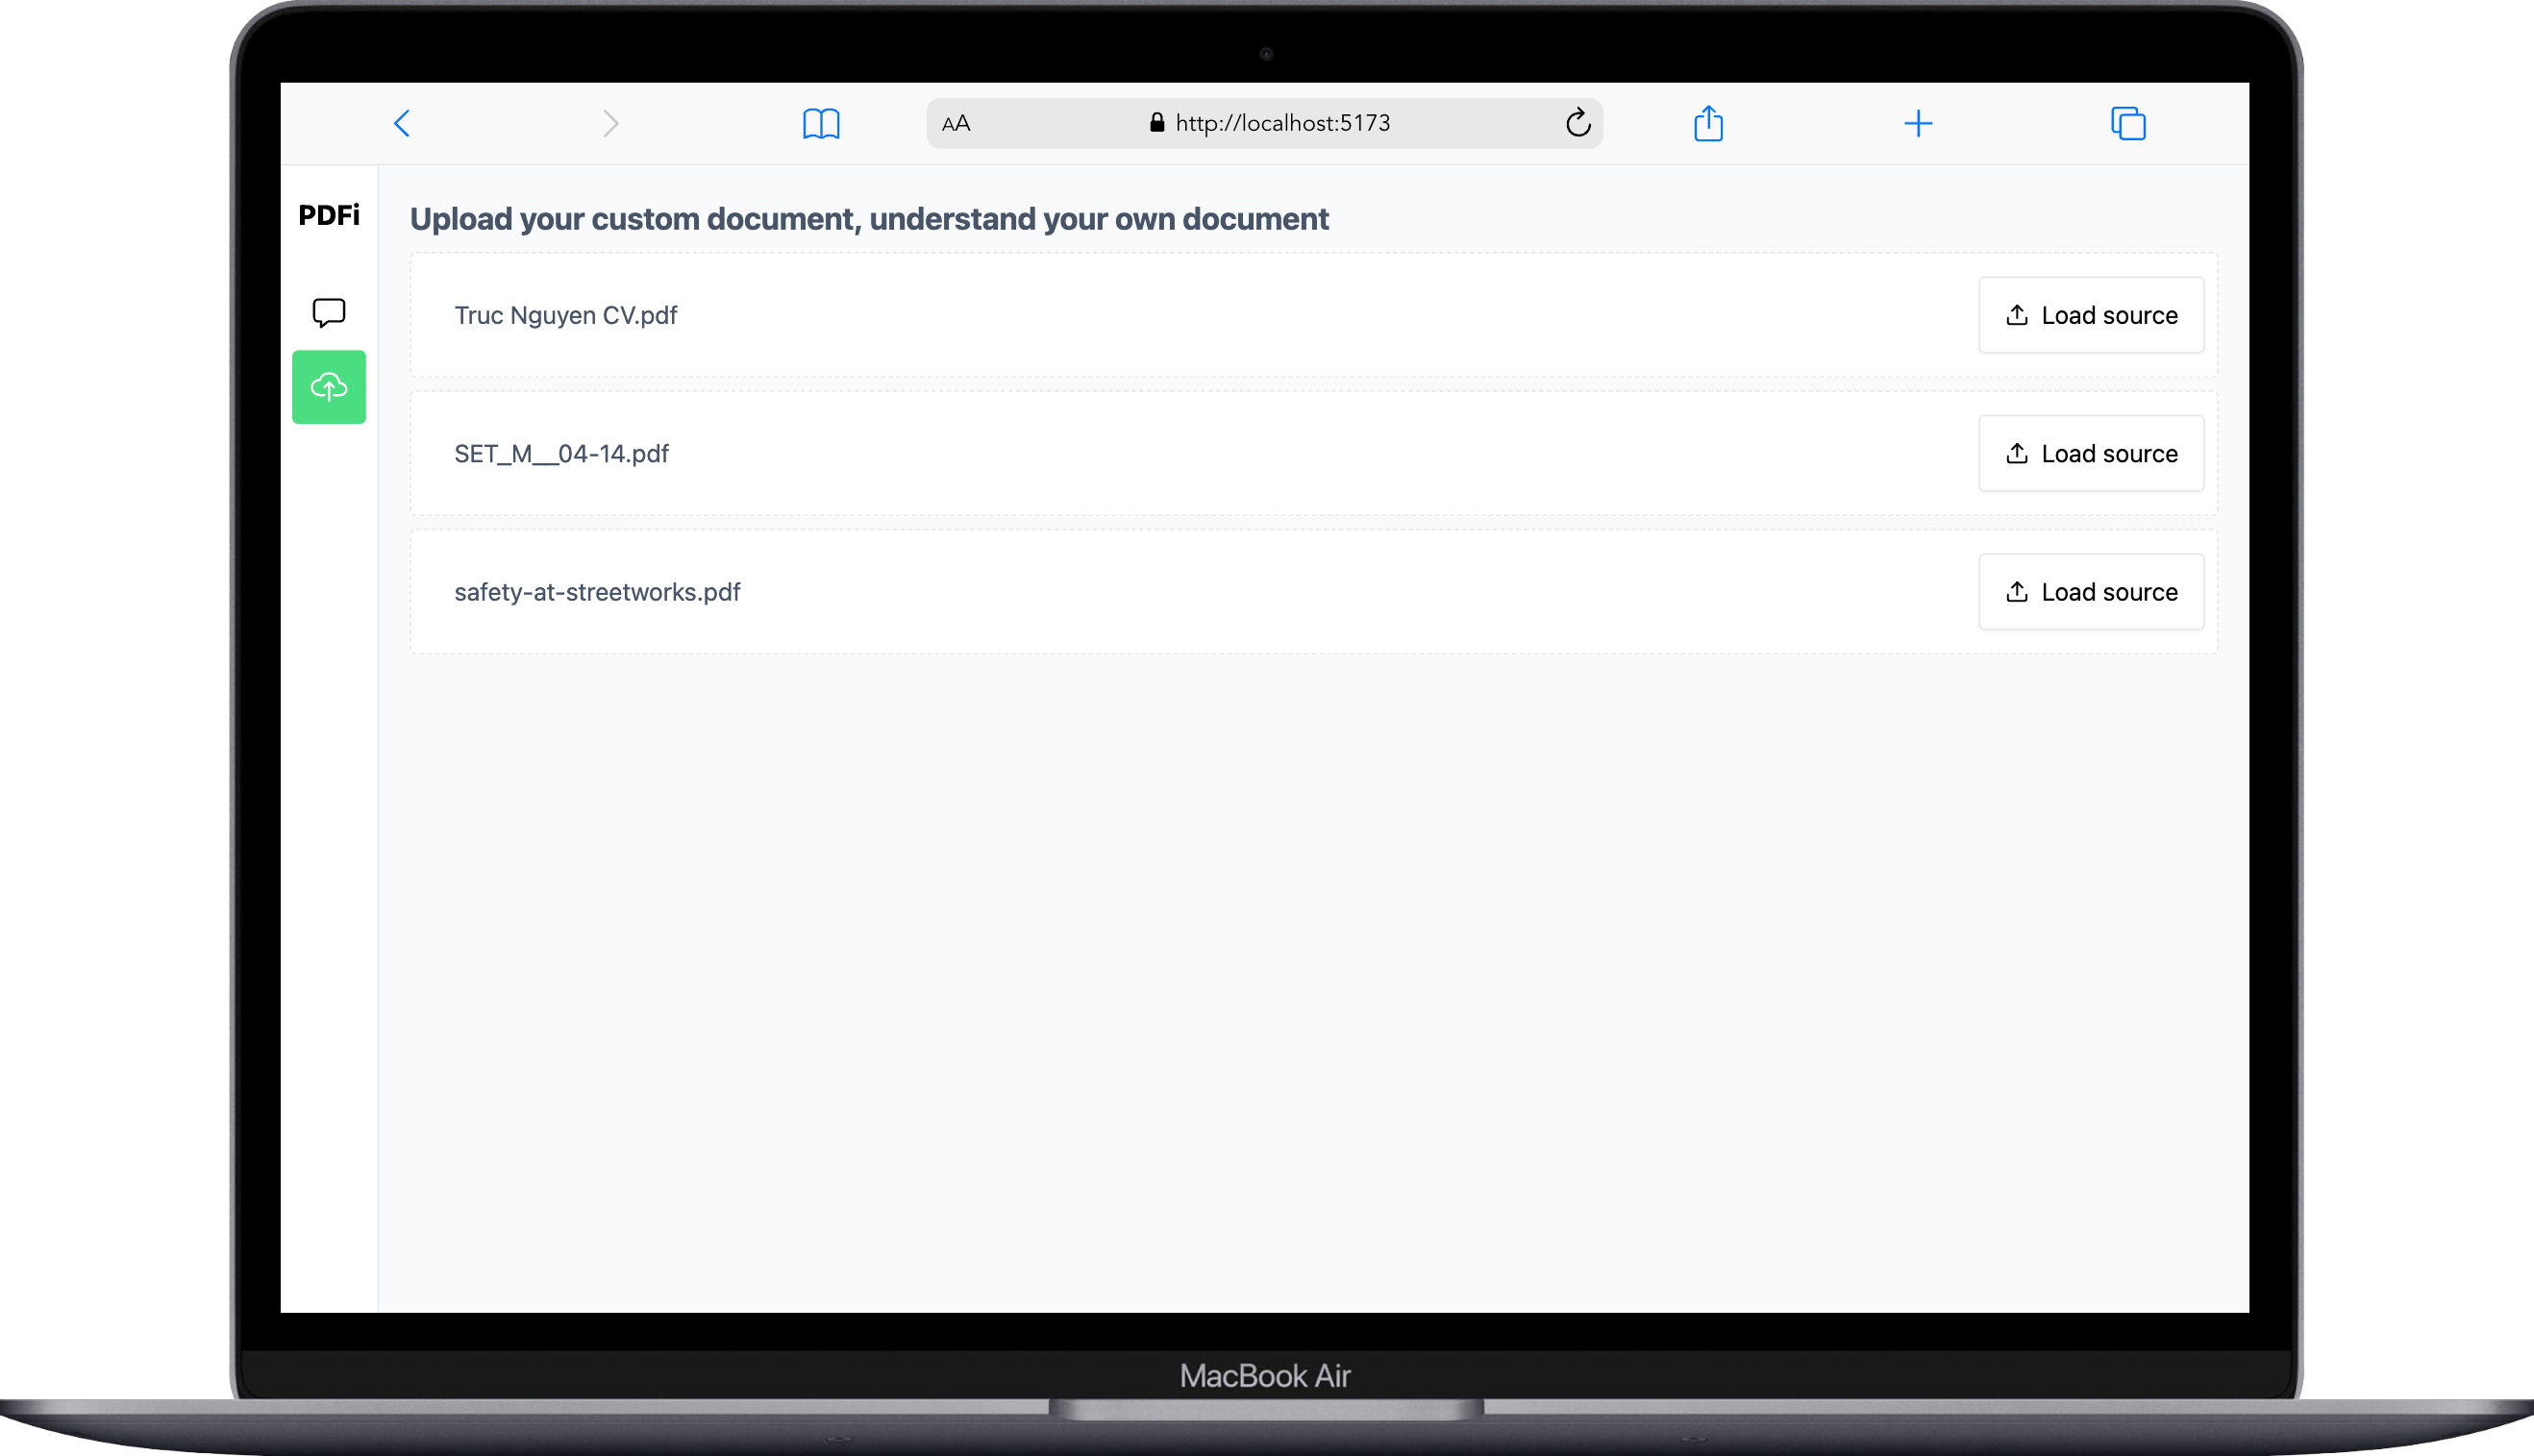 AA http://localhost:5173
PDFi
Upload your custom document, understand your own document
Truc Nguyen CV.pdf
Load source
SET_M__04-14.pdf
Load source
safety-at-streetworks.pdf
Load source
MacBook Air